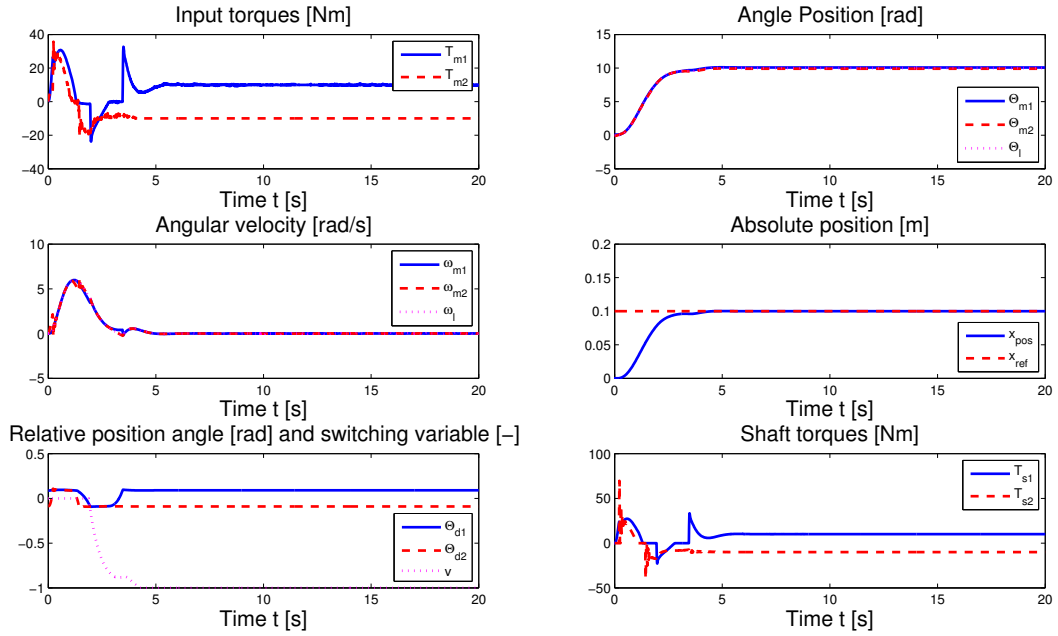 Input torques [Nm]
40
20
0
−20
−40
T_m1
T_m2
0 5 10 15 20
Time t [s]
Angle Position [rad]
15
10
5
0
−5
Θ_m1
Θ_m2
Θ_l
0 5 10 15 20
Time t [s]
Angular velocity [rad/s]
10
5
0
−5
ω_m1
ω_m2
ω_l
0 5 10 15 20
Time t [s]
Absolute position [m]
0.2
0.15
0.1
0.05
0
x_pos
x_ref
0 5 10 15 20
Time t [s]
Relative position angle [rad] and switching variable [−]
0.5
0
−0.5
−1
Θ_d1
Θ_d2
v
0 5 10 15 20
Time t [s]
Shaft torques [Nm]
100
50
0
−50
T_s1
T_s2
0 5 10 15 20
Time t [s]